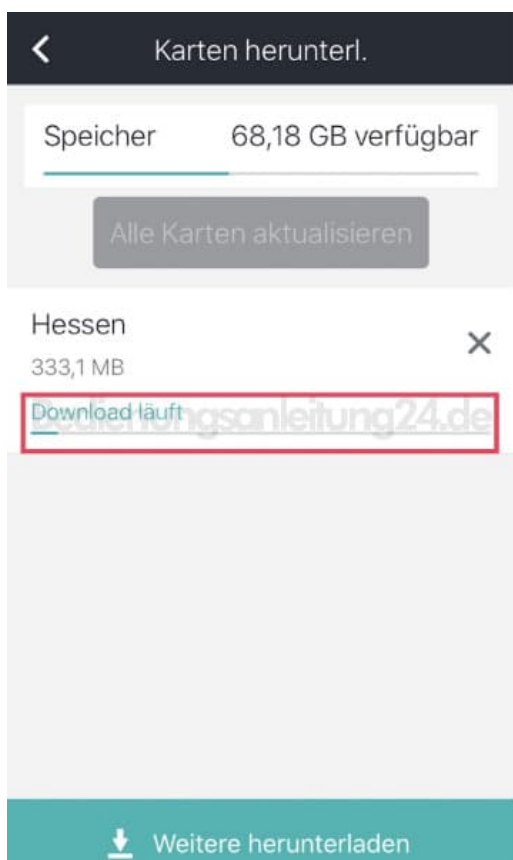 Karten herunterl.
Speicher 68,18 GB verfügbar
Alle Karten aktualisieren
Hessen
333,1 MB
Download läuft
Bedienungsanleitung24.de
Weitere herunterladen